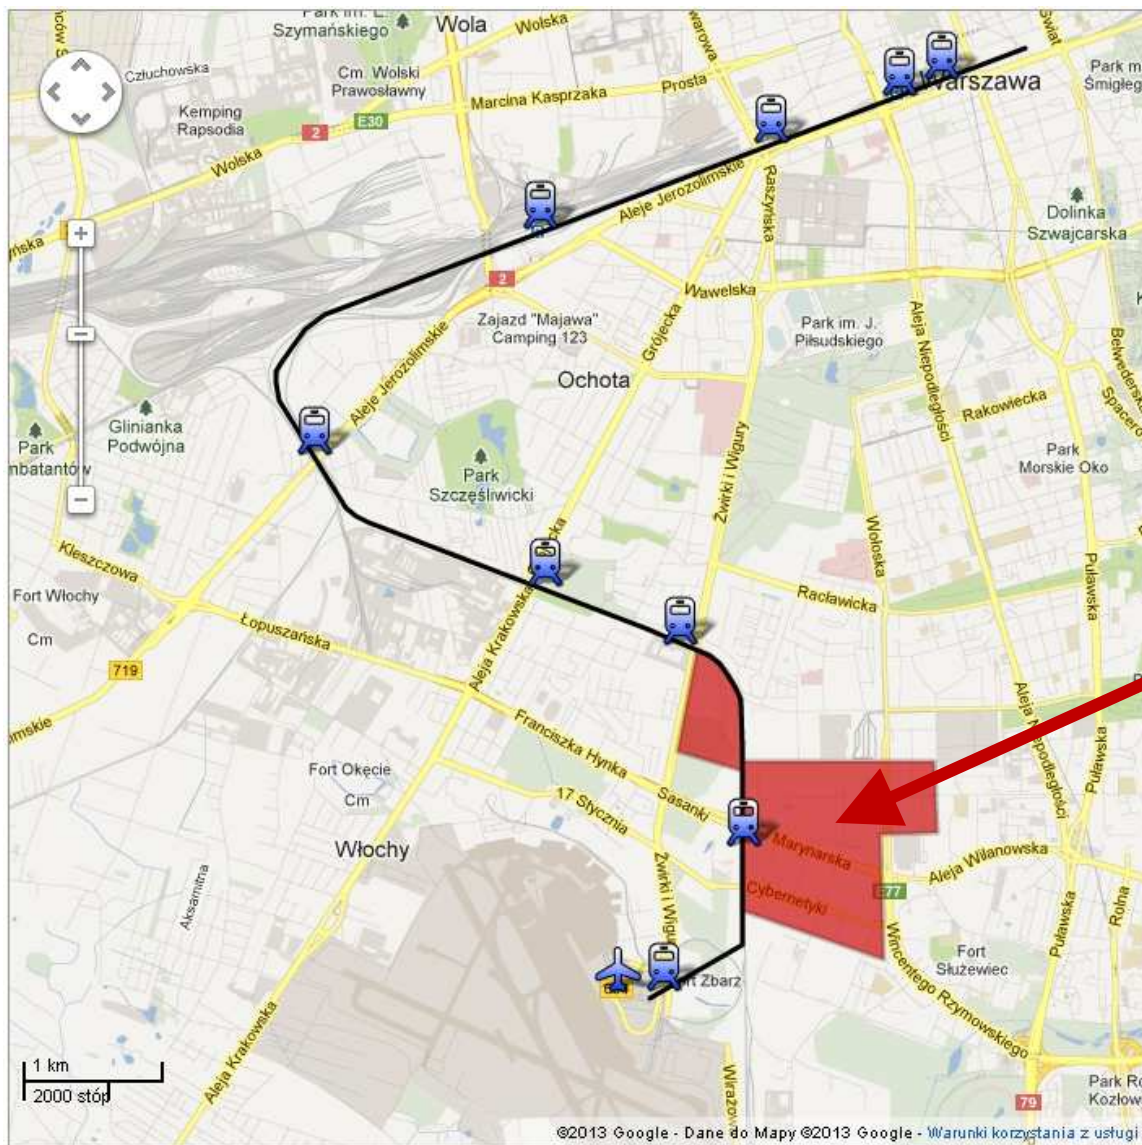 Park im. L.
Szymańskiego
Wola
Wolska
Świat
Człuchowska
Cm. Wolski
Prawosławny
Prosta
Warszawa
Park m
Śmigłeg
Marcina Kasprzaka
Kemping
Rapsodia
E30
2
Wolska
Raszyńska
Aleje Jerozolimskie
Dolinka
Szwajcarska
2
Wawelska
Zajazd "Majawa"
Camping 123
Park im. J.
Piłsudskiego
Grójecka
Aleja Niepodległości
Aleje Jerozolimskie
Ochota
Rakowiecka
Glinianka
Podwójna
Park
mbatantów
Park
Szczęśliwicki
Park
Morskie Oko
Żwirki i Wigury
Wołoska
Puławska
Kleszczowa
Fort Włochy
Cm
Racławicka
Łopuszańska
Aleja Krakowska
719
Aleja Niepodległości
Puławska
Franciszka Hynka
Fort Okęcie
Cm
Sasanki
17 Stycznia
Marynarska
Włochy
Aleja Wilanowska
Aksamitna
Cybernetyki
E77
Puławska
Rolna
Wincentego Rzymowskiego
Fort
Służewiec
Aleja Krakowska
1 km
2000 stóp
79
©2013 Google - Dane do Mapy ©2013 Google - Warunki korzystania z usługi